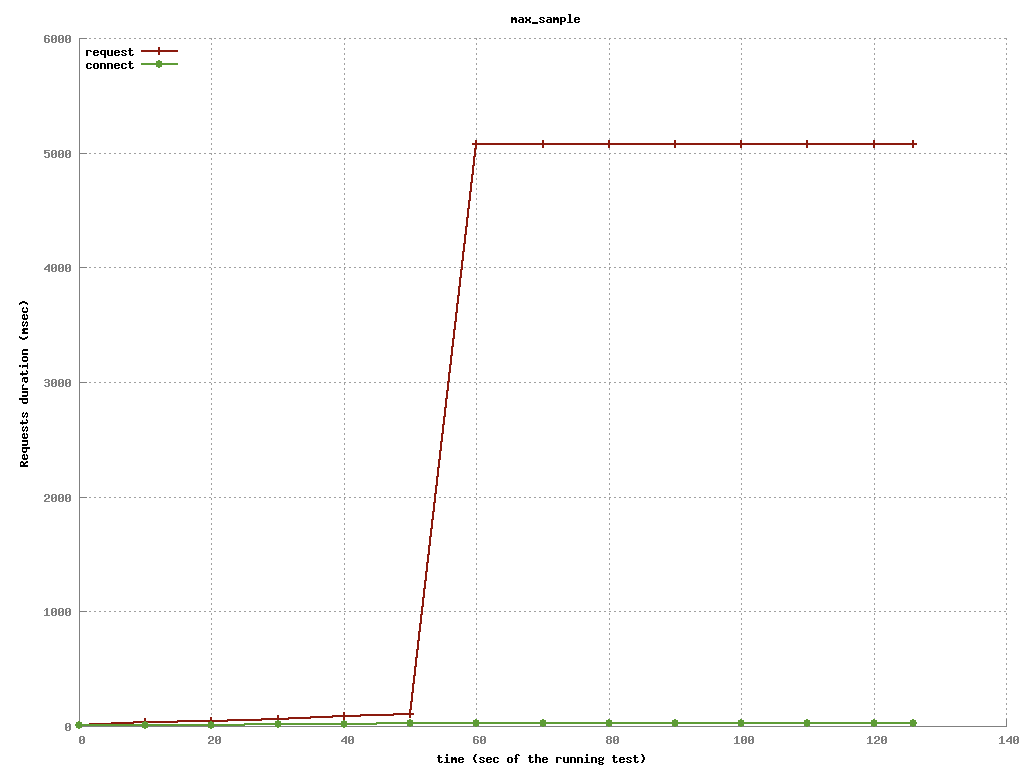 max_sample
6000
request
connect
5000
4000
3000
2000
1000
0
Requests duration (msec)
0 20 40 60 80 100 120 140
time (sec of the running test)